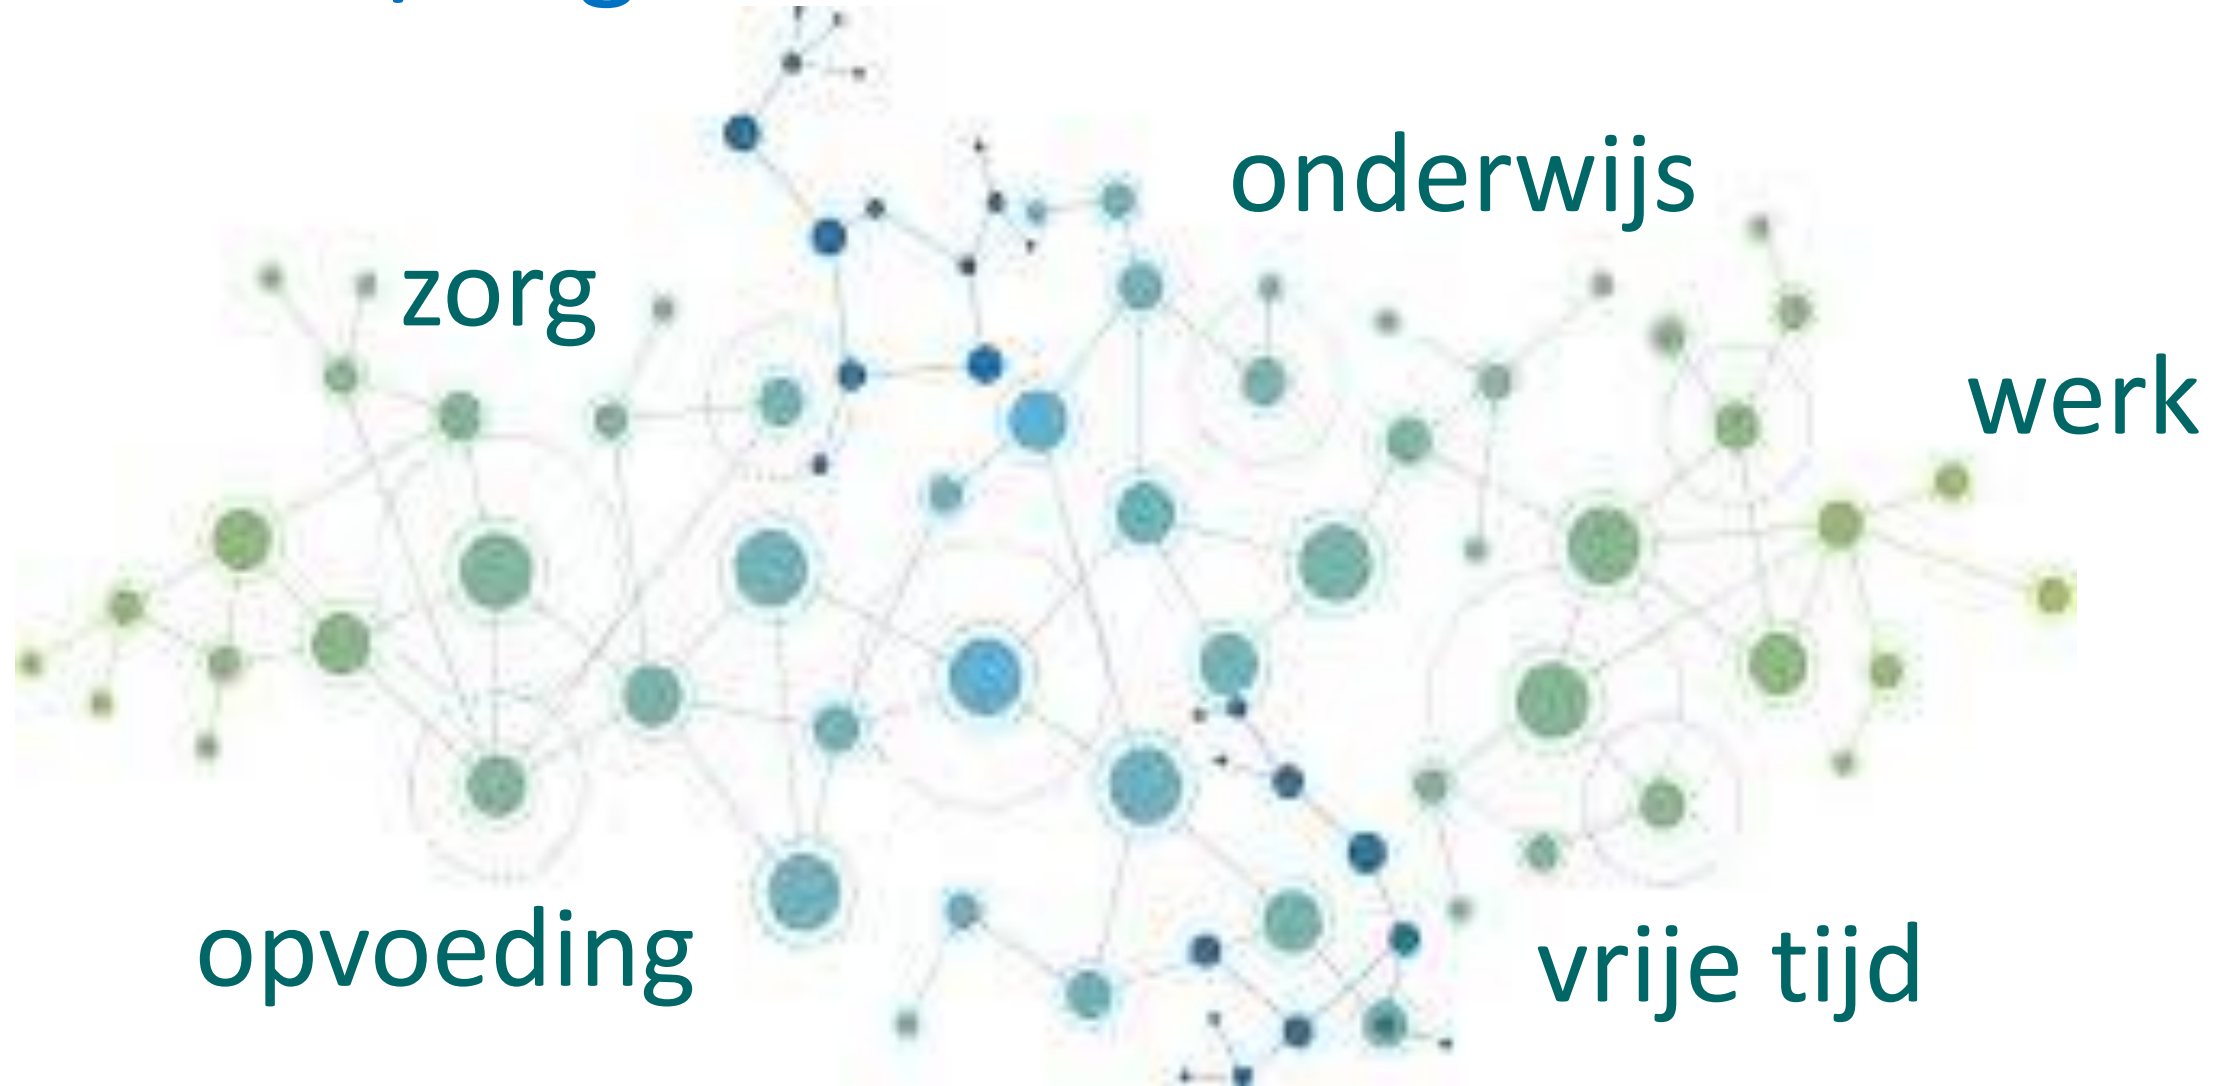 onderwijs
zorg
werk
opvoeding
vrije tijd